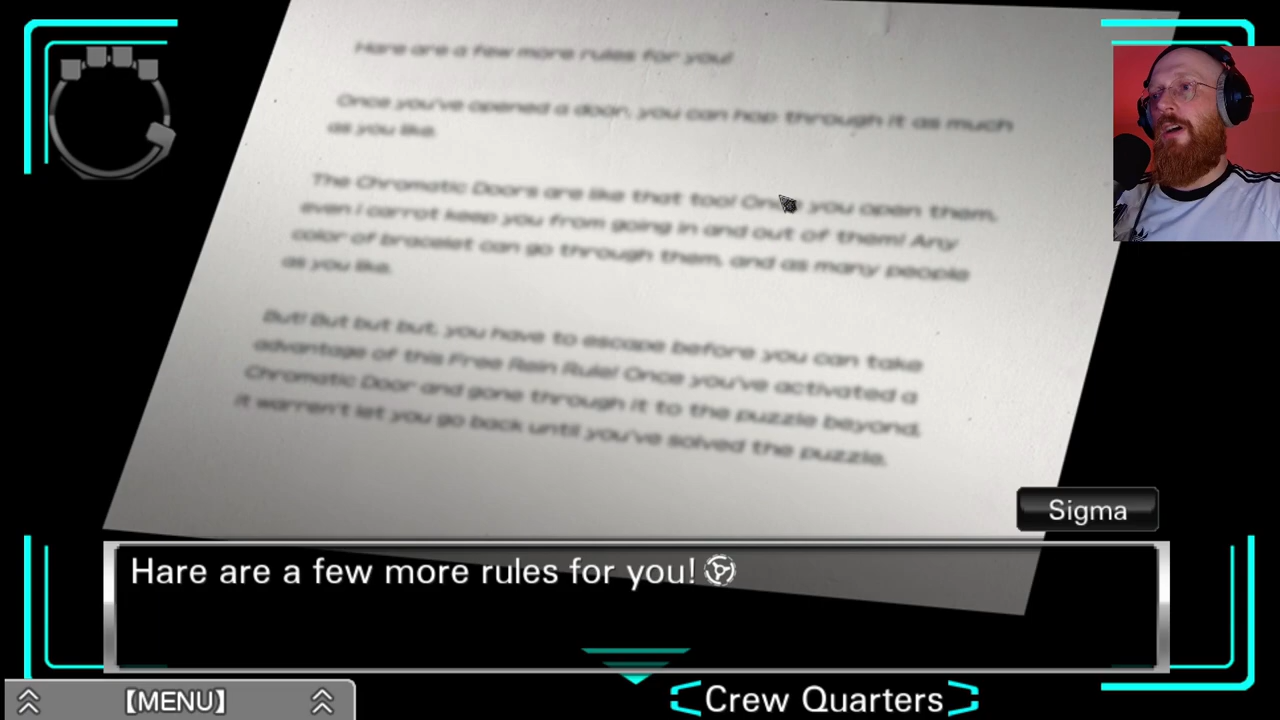 Hare are a few more rules for you!
Once you've opened a door, you can hop through it as much
as you like.
The Chromatic Doors are like that too! Once you open them,
even I carrot keep you from going in and out of them! Any
color of bracelet can go through them, and as many people
as you like.
But! But but but, you have to escape before you can take
advantage of this Free Rein Rule! Once you've activated a
Chromatic Door and gone through it to the puzzle beyond,
it warren't let you go back until you've solved the puzzle.
Sigma
Hare are a few more rules for you!
【MENU】
Crew Quarters